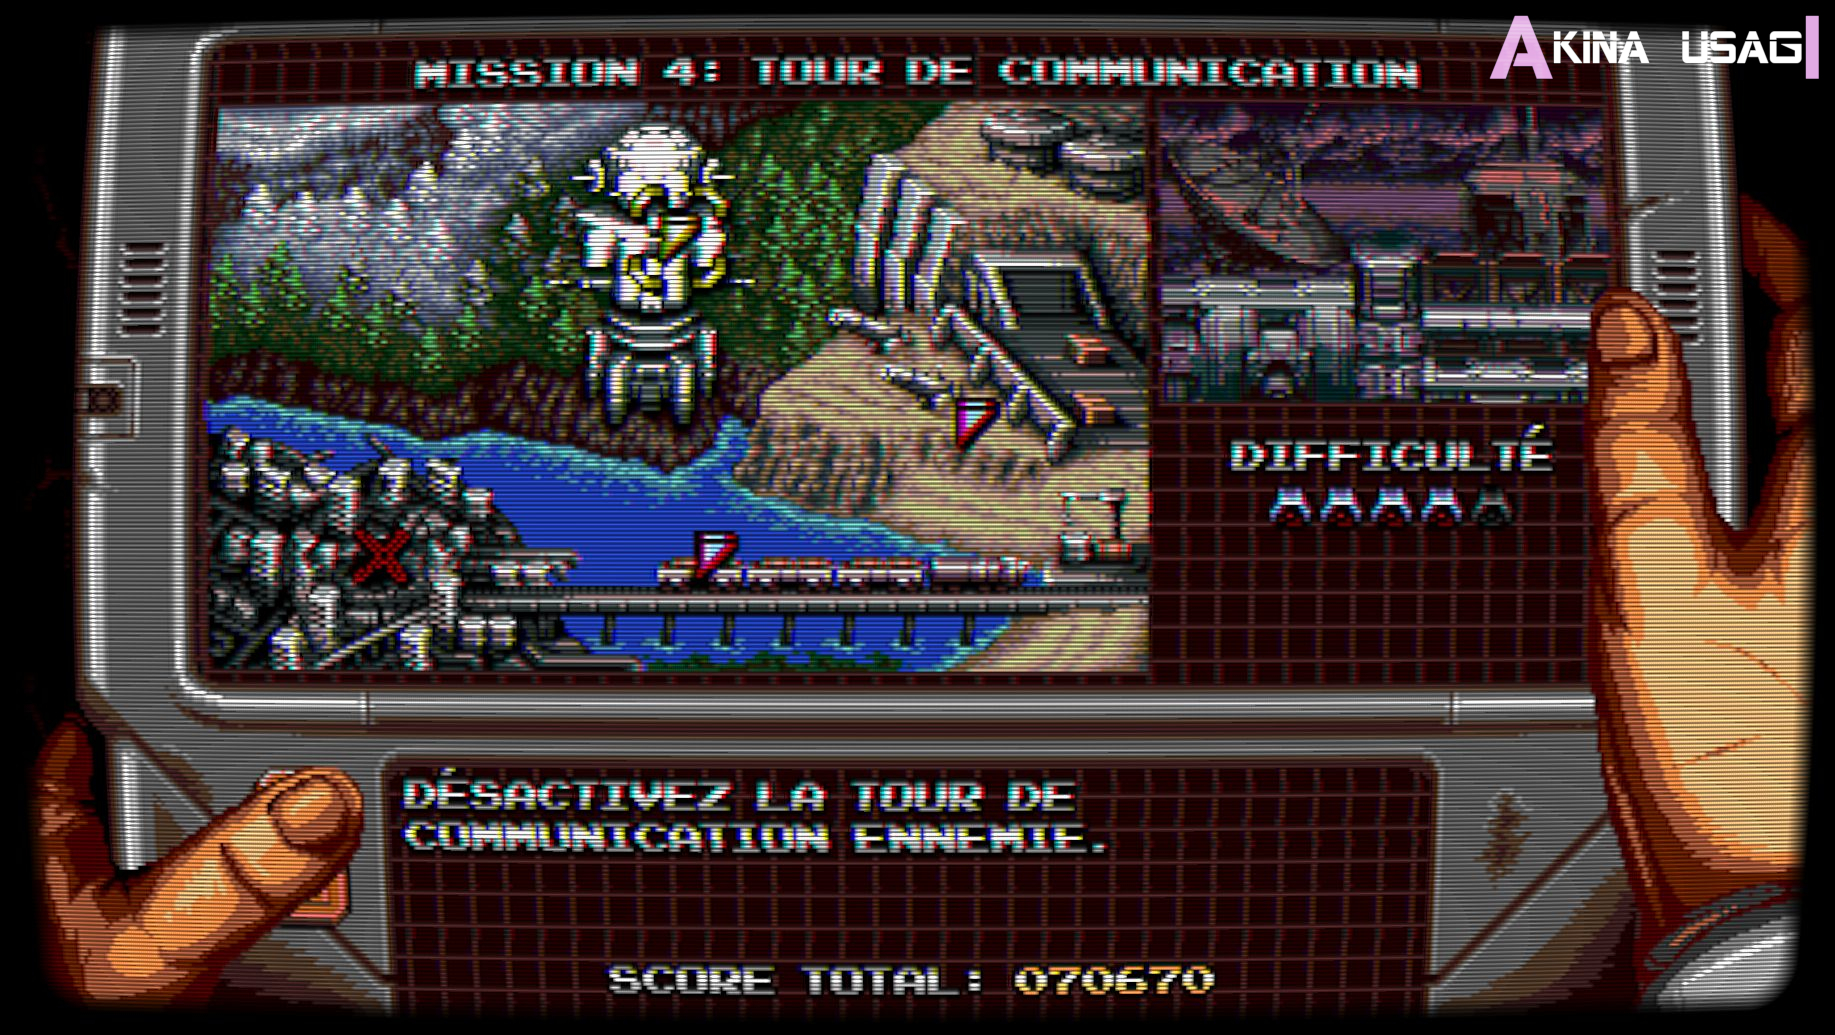 AKINA USAGI
MISSION 4: TOUR DE COMMUNICATION
DIFFICULTÉ
DÉSACTIVEZ LA TOUR DE
COMMUNICATION ENNEMIE.
SCORE TOTAL: 070670